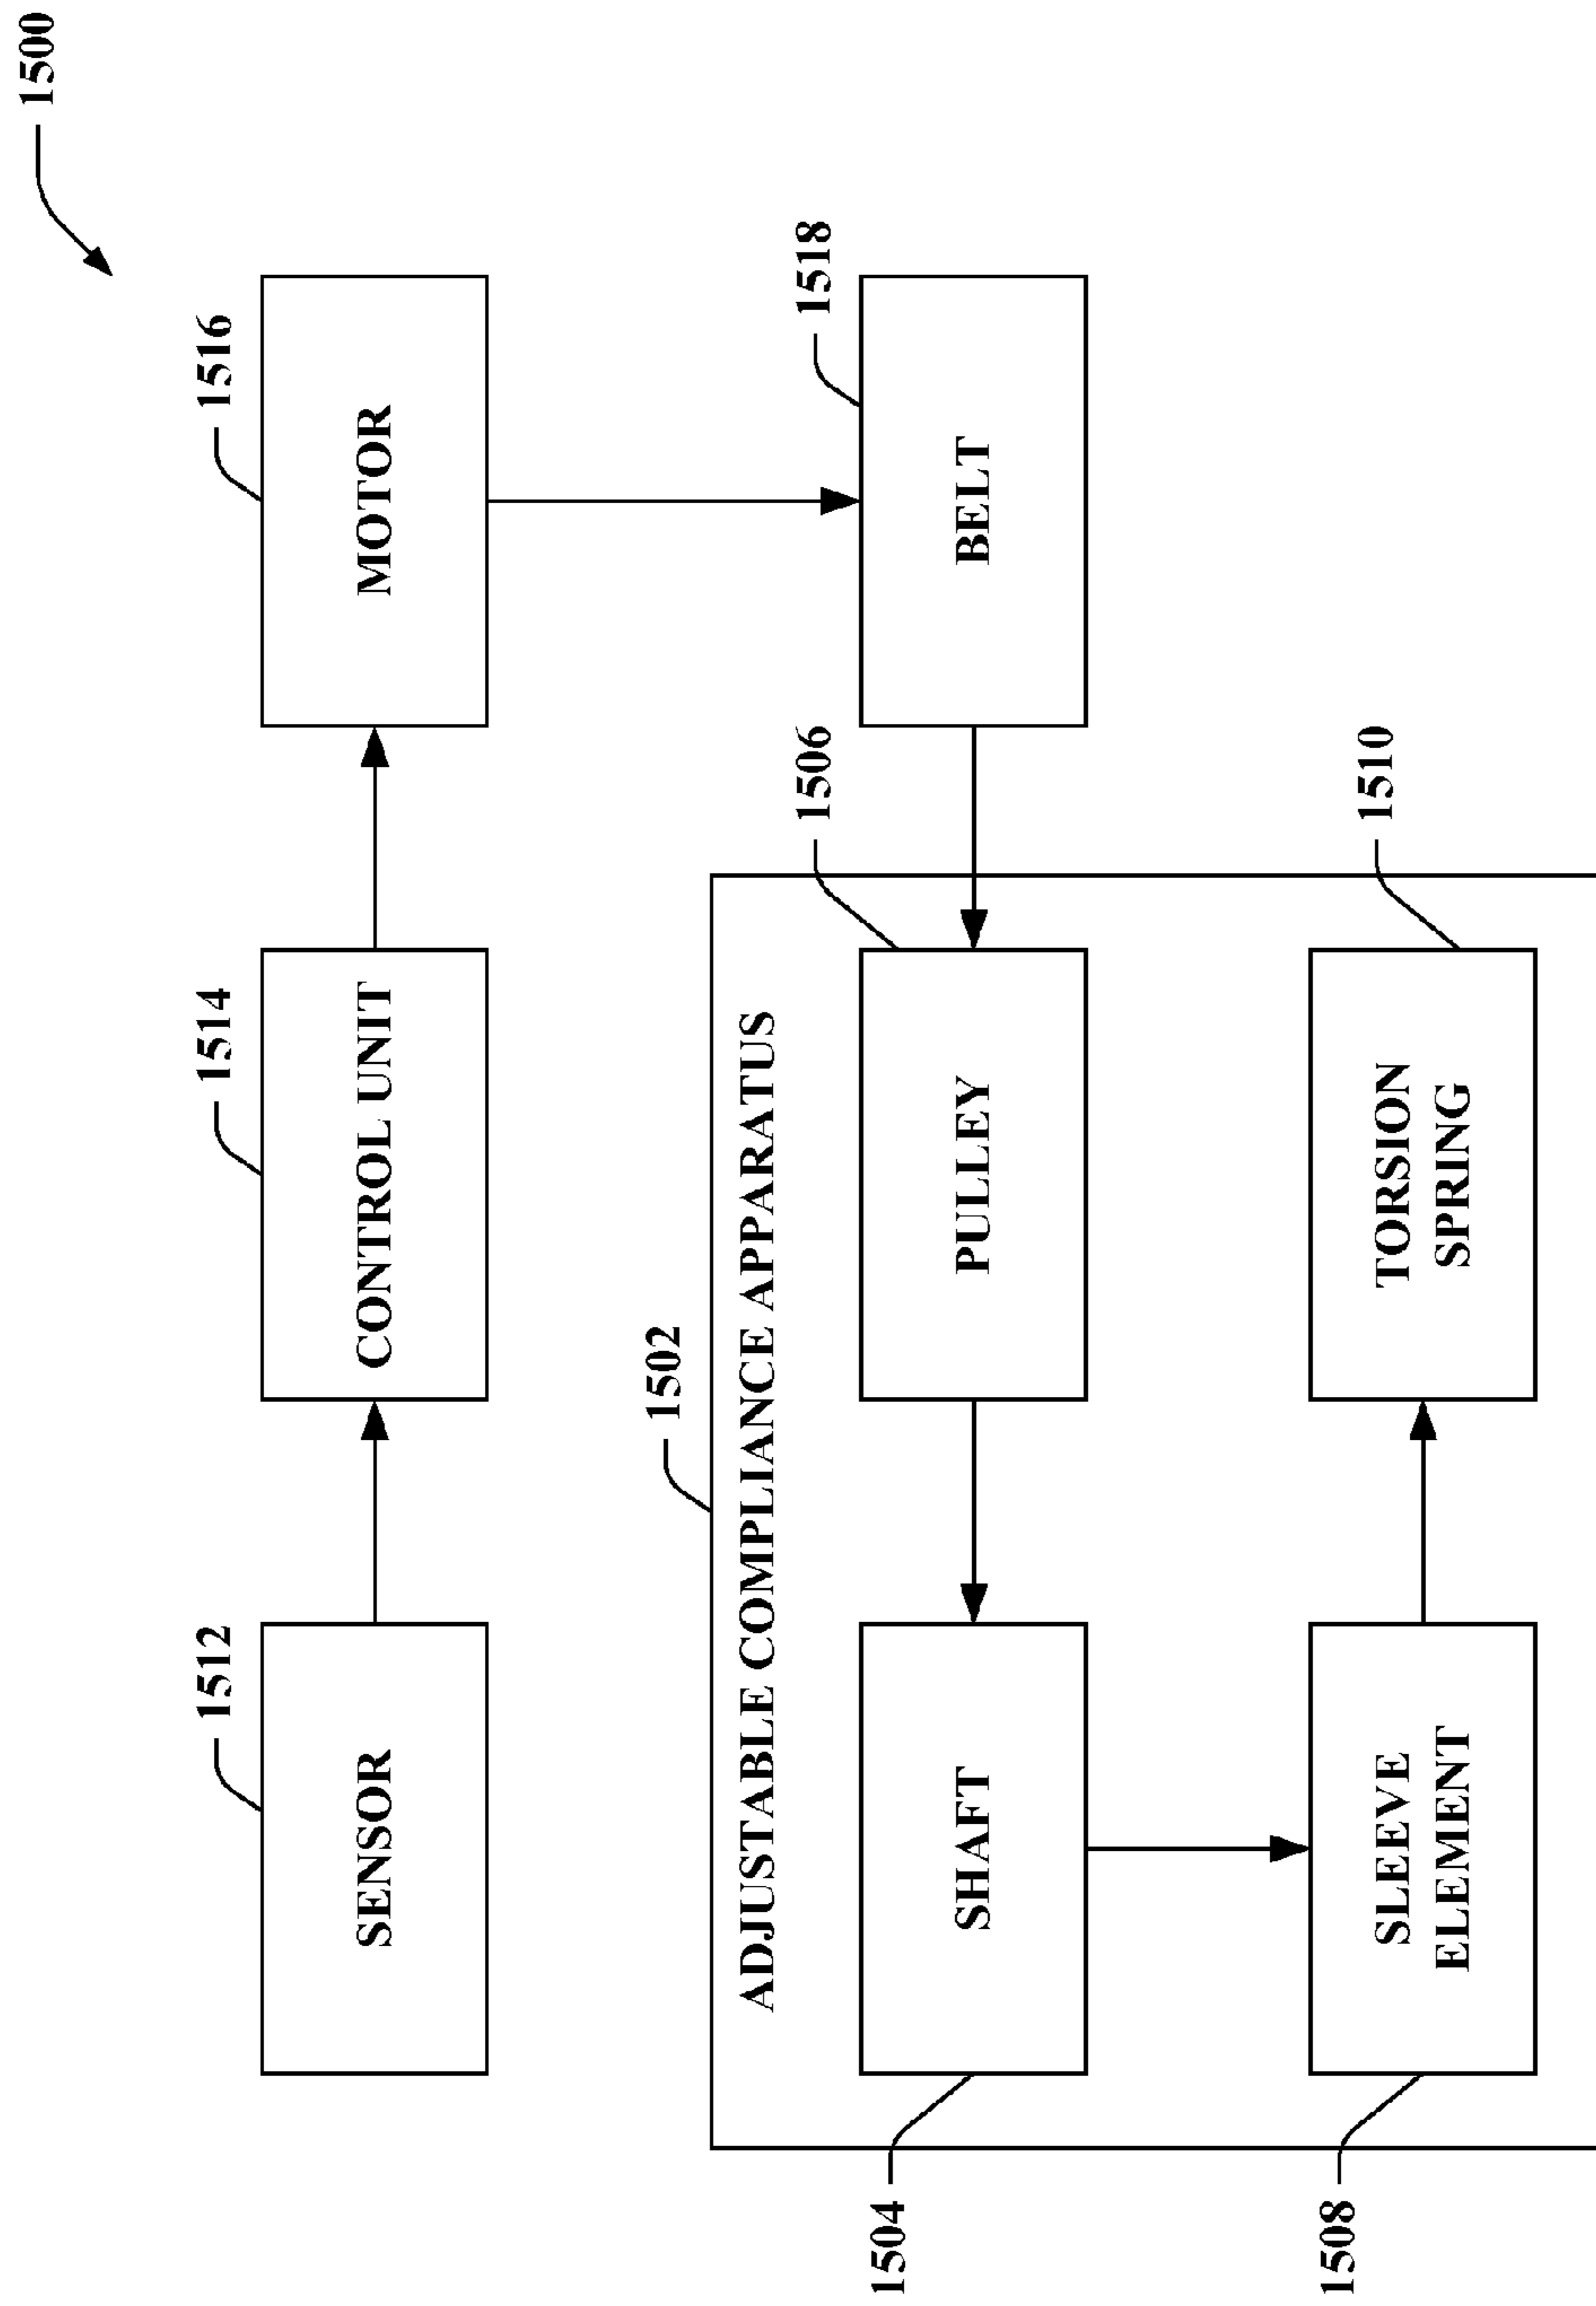 1500
1512
1514
1516
SENSOR
CONTROL UNIT
MOTOR
1502
ADJUSTABLE COMPLIANCE APPARATUS
1506
1518
SHAFT
PULLEY
BELT
1504
1510
SLEEVE
ELEMENT
TORSION
SPRING
1508